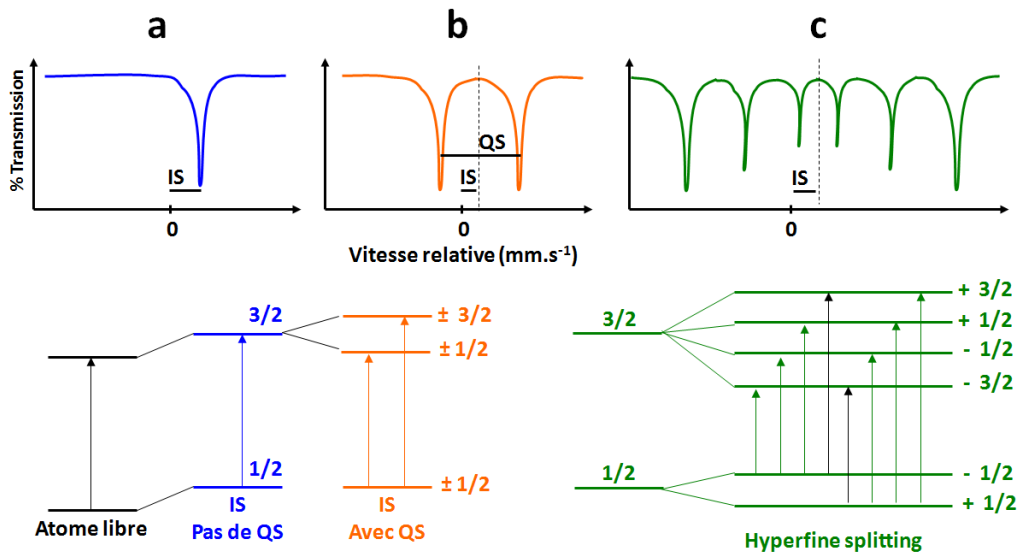 a
b
c
% Transmission
IS
0
QS
IS
0
IS
0
Vitesse relative (mm.s⁻¹)
3/2
± 3/2
± 1/2
1/2
± 1/2
Atome libre
IS
Pas de QS
IS
Avec QS
3/2
+ 3/2
+ 1/2
- 1/2
- 3/2
1/2
- 1/2
+ 1/2
Hyperfine splitting